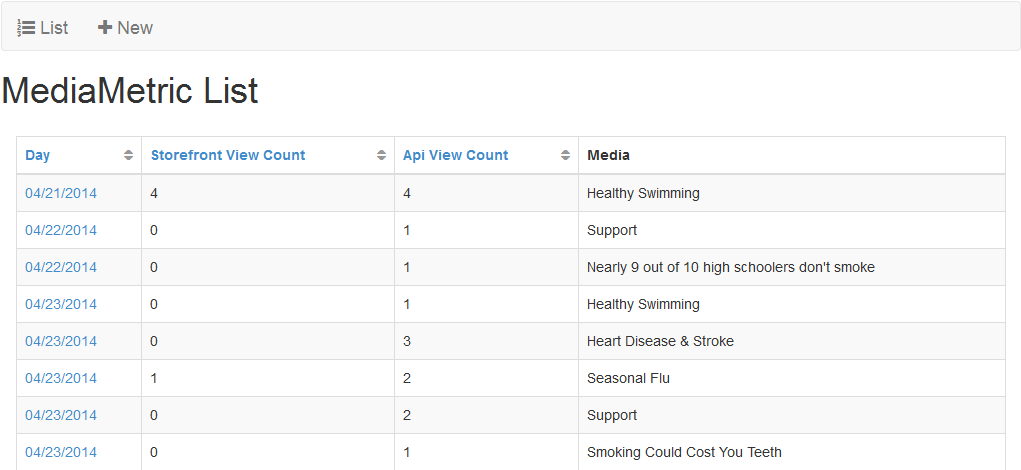 List New
MediaMetric List
Day Storefront View Count Api View Count Media
04/21/2014 4 4 Healthy Swimming
04/22/2014 0 1 Support
04/22/2014 0 1 Nearly 9 out of 10 high schoolers don't smoke
04/23/2014 0 1 Healthy Swimming
04/23/2014 0 3 Heart Disease & Stroke
04/23/2014 1 2 Seasonal Flu
04/23/2014 0 2 Support
04/23/2014 0 1 Smoking Could Cost You Teeth